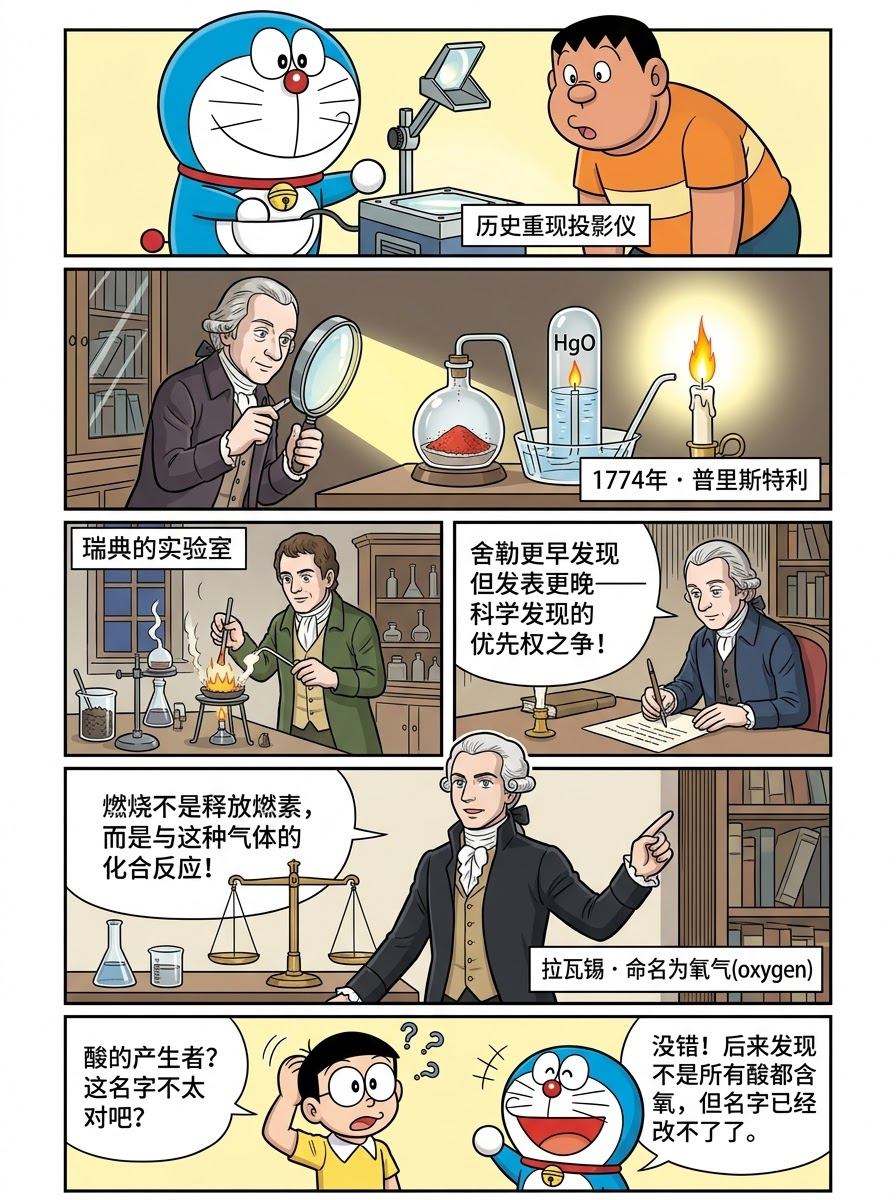 历史重现投影仪
HgO
1774年·普里斯特利
瑞典的实验室
舍勒更早发现
但发表更晚——
科学发现的
优先权之争！
燃烧不是释放燃素，
而是与这种气体的
化合反应！
拉瓦锡·命名为氧气(oxygen)
酸的产生者？
这名字不太
对吧？
???
没错！后来发现
不是所有酸都含
氧，但名字已经
改不了了。